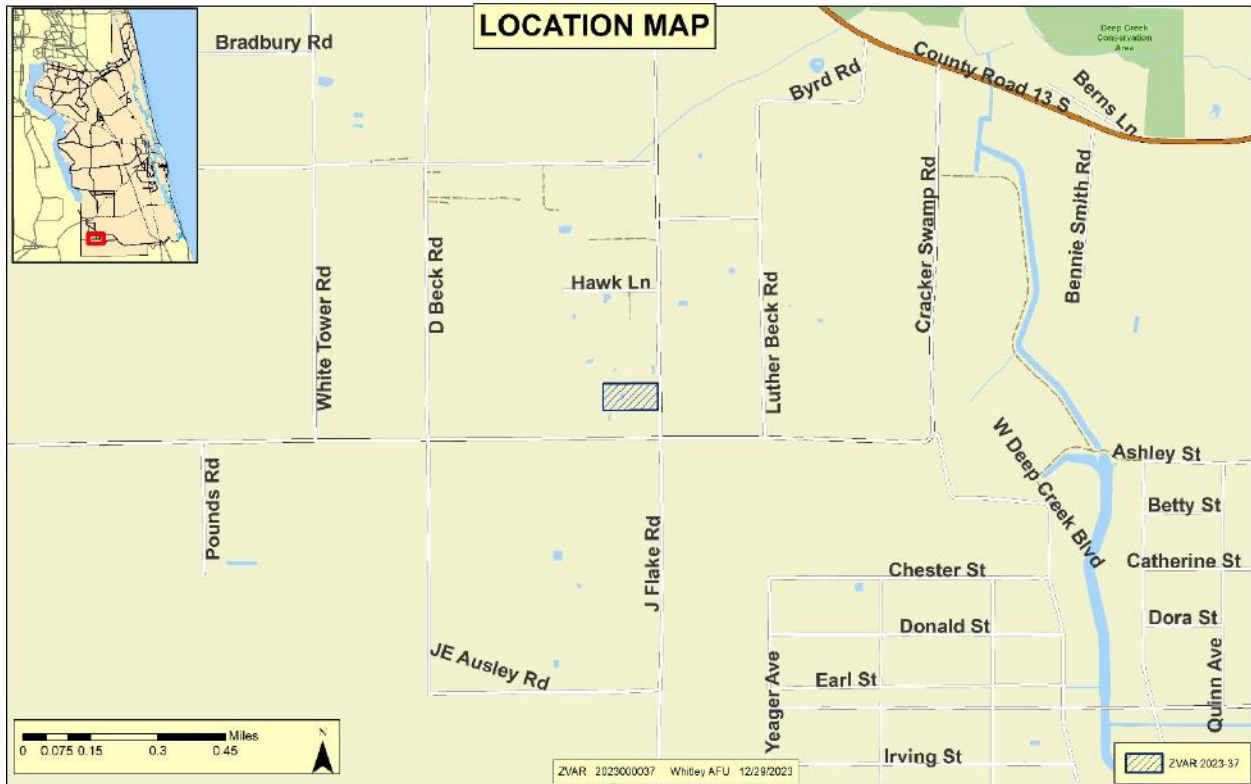 LOCATION MAP
Bradbury Rd
Deep Creek
Conservation
Area
Byrd Rd
County Road 13 S
Berns Ln
Bennie Smith Rd
Cracker Swamp Rd
White Tower Rd
D Beck Rd
Hawk Ln
Luther Beck Rd
W Deep Creek Blvd
Ashley St
Betty St
Pounds Rd
Catherine St
Chester St
J Flake Rd
Donald St
Dora St
JE Ausley Rd
Earl St
Yeager Ave
Quinn Ave
Irving St
Miles
0 0.075 0.15 0.3 0.45
N
ZVAR 2023000037 Whitley AFU 12/29/2023
ZVAR 2023-37